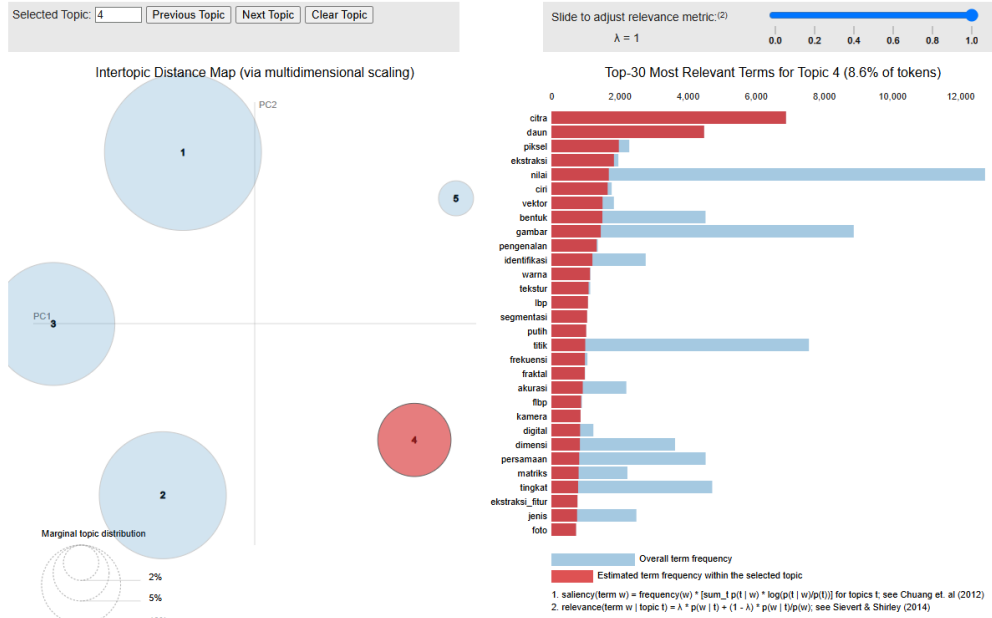 Selected Topic: 4 Previous Topic Next Topic Clear Topic
Slide to adjust relevance metric:(2)
λ = 1
0.0 0.2 0.4 0.6 0.8 1.0
Intertopic Distance Map (via multidimensional scaling)
PC2
PC1
1
5
3
4
2
Marginal topic distribution
2%
5%
Top-30 Most Relevant Terms for Topic 4 (8.6% of tokens)
0 2,000 4,000 6,000 8,000 10,000 12,000
citra
daun
piksel
ekstraksi
nilai
ciri
vektor
bentuk
gambar
pengenalan
identifikasi
warna
tekstur
lbp
segmentasi
putih
titik
frekuensi
fraktal
akurasi
flbp
kamera
digital
dimensi
persamaan
matriks
tingkat
ekstraksi_fitur
jenis
foto
Overall term frequency
Estimated term frequency within the selected topic
1. saliency(term w) = frequency(w) * [sum_t p(t | w) * log(p(t | w)/p(t))] for topics t; see Chuang et. al (2012)
2. relevance(term w | topic t) = λ * p(w | t) + (1 - λ) * p(w | t)/p(w); see Sievert & Shirley (2014)